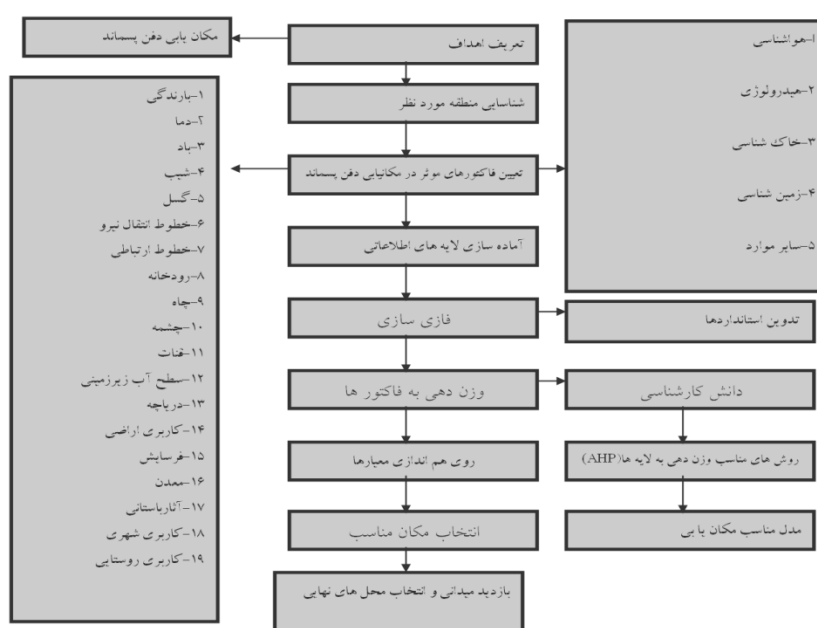 تعریف اهداف
مکان یابی دفن پسماند
شناسایی منطقه مورد نظر
تعیین فاکتورهای موثر در مکانیابی دفن پسماند
۱-هواشناسی
۲-هیدرولوژی
۳-خاک شناسی
۴-زمین شناسی
۵-سایر موارد
۱-بارندگی
۲-دما
۳-باد
۴-شیب
۵-گسل
۶-خطوط انتقال نیرو
۷-خطوط ارتباطی
۸-رودخانه
۹-چاه
۱۰-چشمه
۱۱-قنات
۱۲-سطح آب زیرزمینی
۱۳-دریاچه
۱۴-کاربری اراضی
۱۵-فرسایش
۱۶-معدن
۱۷-آثارباستانی
۱۸-کاربری شهری
۱۹-کاربری روستایی
آماده سازی لایه های اطلاعاتی
فازی سازی
تدوین استانداردها
وزن دهی به فاکتور ها
دانش کارشناسی
روی هم اندازی معیارها
روش های مناسب وزن دهی به لایه ها(AHP)
انتخاب مکان مناسب
مدل مناسب مکان یا بی
بازدید میدانی و انتخاب محل های نهایی